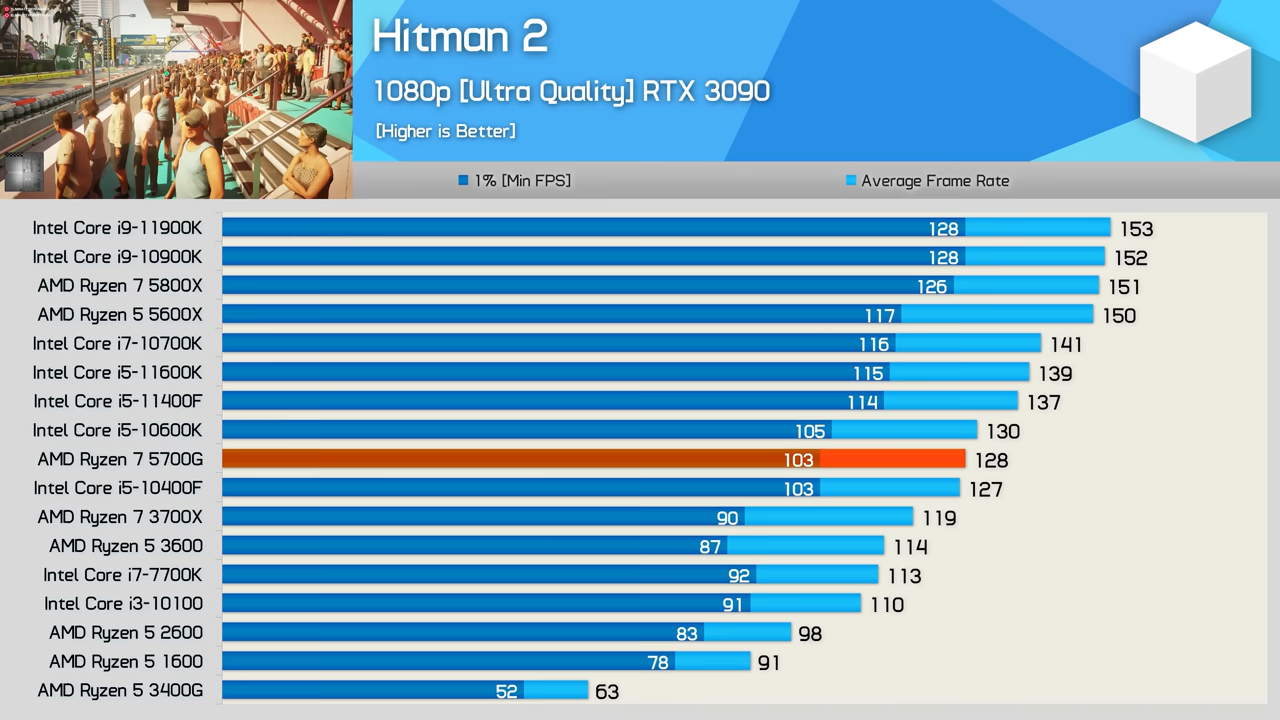 Hitman 2
1080p [Ultra Quality] RTX 3090
[Higher is Better]
1% [Min FPS]
Average Frame Rate
Intel Core i9-11900K 128 153
Intel Core i9-10900K 128 152
AMD Ryzen 7 5800X 126 151
AMD Ryzen 5 5600X 117 150
Intel Core i7-10700K 116 141
Intel Core i5-11600K 115 139
Intel Core i5-11400F 114 137
Intel Core i5-10600K 105 130
AMD Ryzen 7 5700G 103 128
Intel Core i5-10400F 103 127
AMD Ryzen 7 3700X 90 119
AMD Ryzen 5 3600 87 114
Intel Core i7-7700K 92 113
Intel Core i3-10100 91 110
AMD Ryzen 5 2600 83 98
AMD Ryzen 5 1600 78 91
AMD Ryzen 5 3400G 52 63